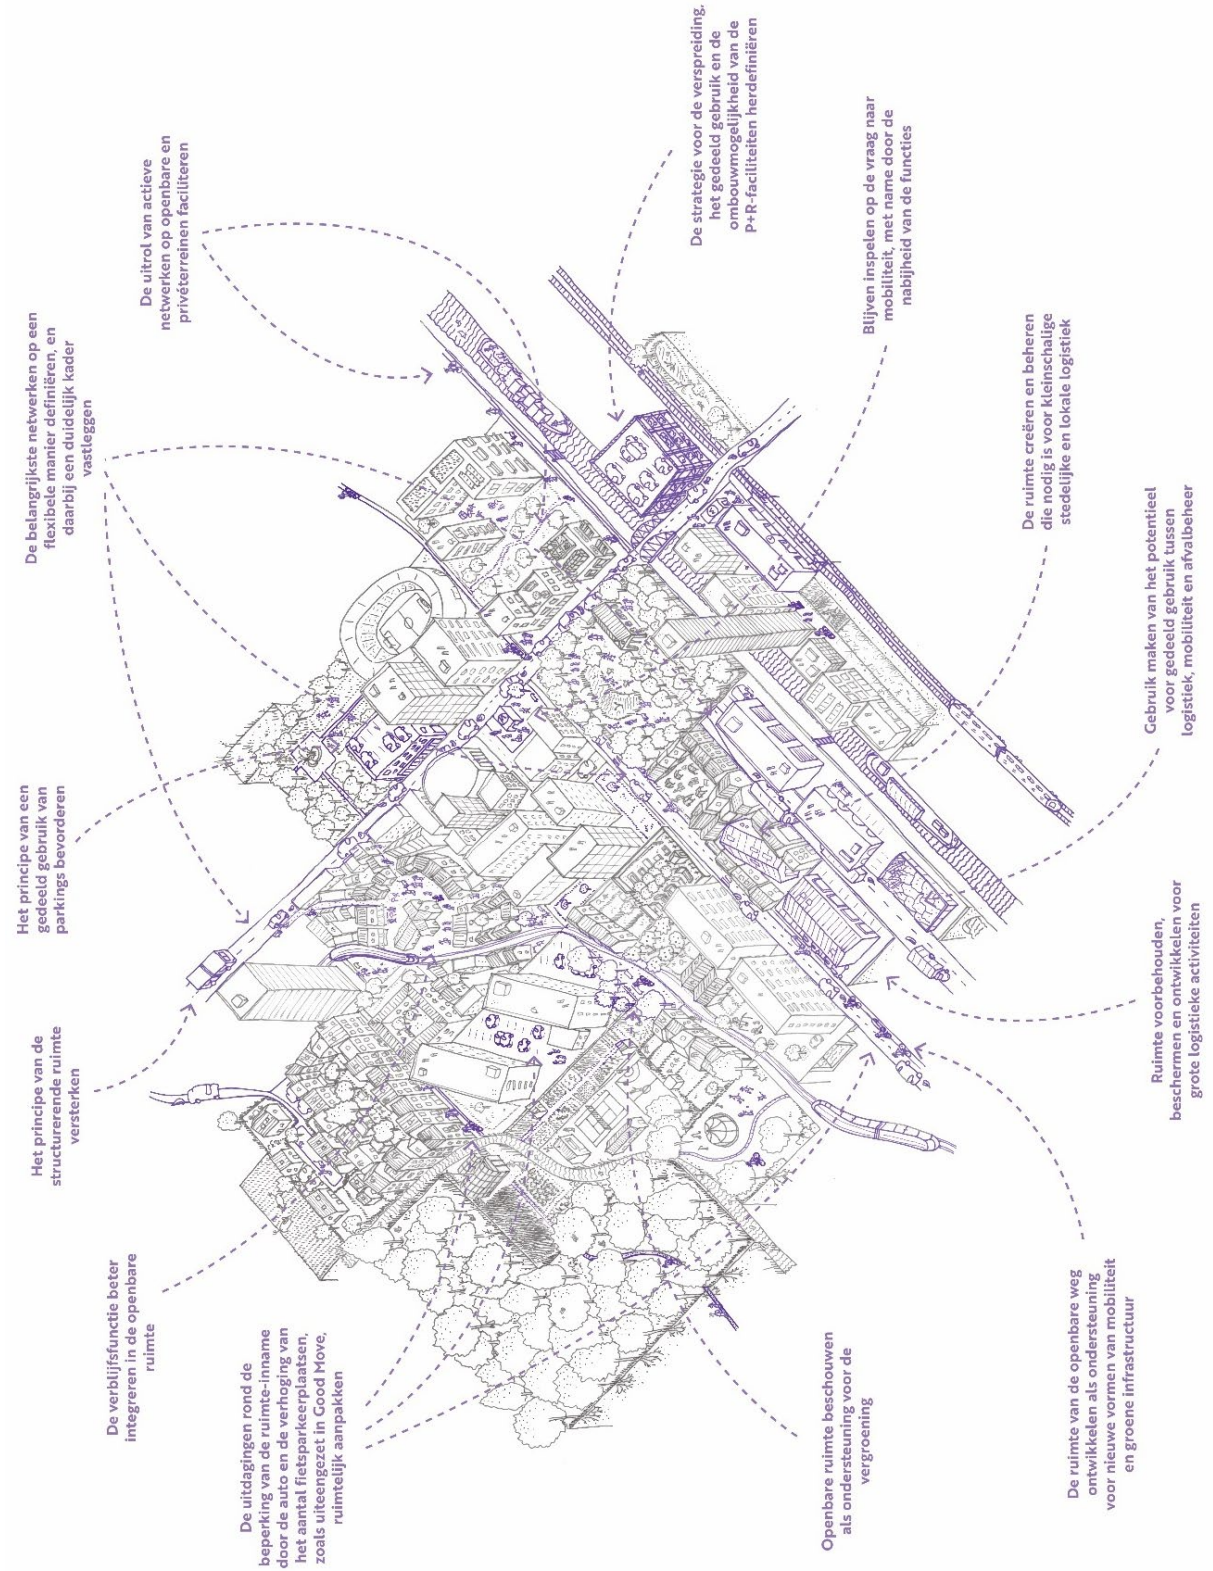 De uitdagingen rond de
beperking van de ruimte-inname
door de auto en de verhoging van
het aantal fietsparkeerplaatsen,
zoals uiteengezet in Good Move,
ruimtelijk aanpakken
De verblijfsfunctie beter
integreren in de openbare
ruimte
Het principe van de
structurerende ruimte
versterken
Het principe van een
gedeeld gebruik van
parkings bevorderen
De belangrijkste netwerken op een
flexibele manier definiëren, en
daarbij een duidelijk kader
vastleggen
De uitrol van actieve
netwerken op openbare en
privéterreinen faciliteren
De strategie voor de verspreiding,
het gedeeld gebruik en de
ombouwmogelijkheid van de
P+R-faciliteiten herdefiniëren
Blijven inspelen op de vraag naar
mobiliteit, met name door de
nabijheid van de functies
De ruimte creëren en beheren
die nodig is voor kleinschalige
stedelijke en lokale logistiek
Gebruik maken van het potentieel
voor gedeeld gebruik tussen
logistiek, mobiliteit en afvalbeheer
Ruimte voorbehouden,
beschermen en ontwikkelen voor
grote logistieke activiteiten
De ruimte van de openbare weg
ontwikkelen als ondersteuning
voor nieuwe vormen van mobiliteit
en groene infrastructuur
Openbare ruimte beschouwen
als ondersteuning voor de
vergroening